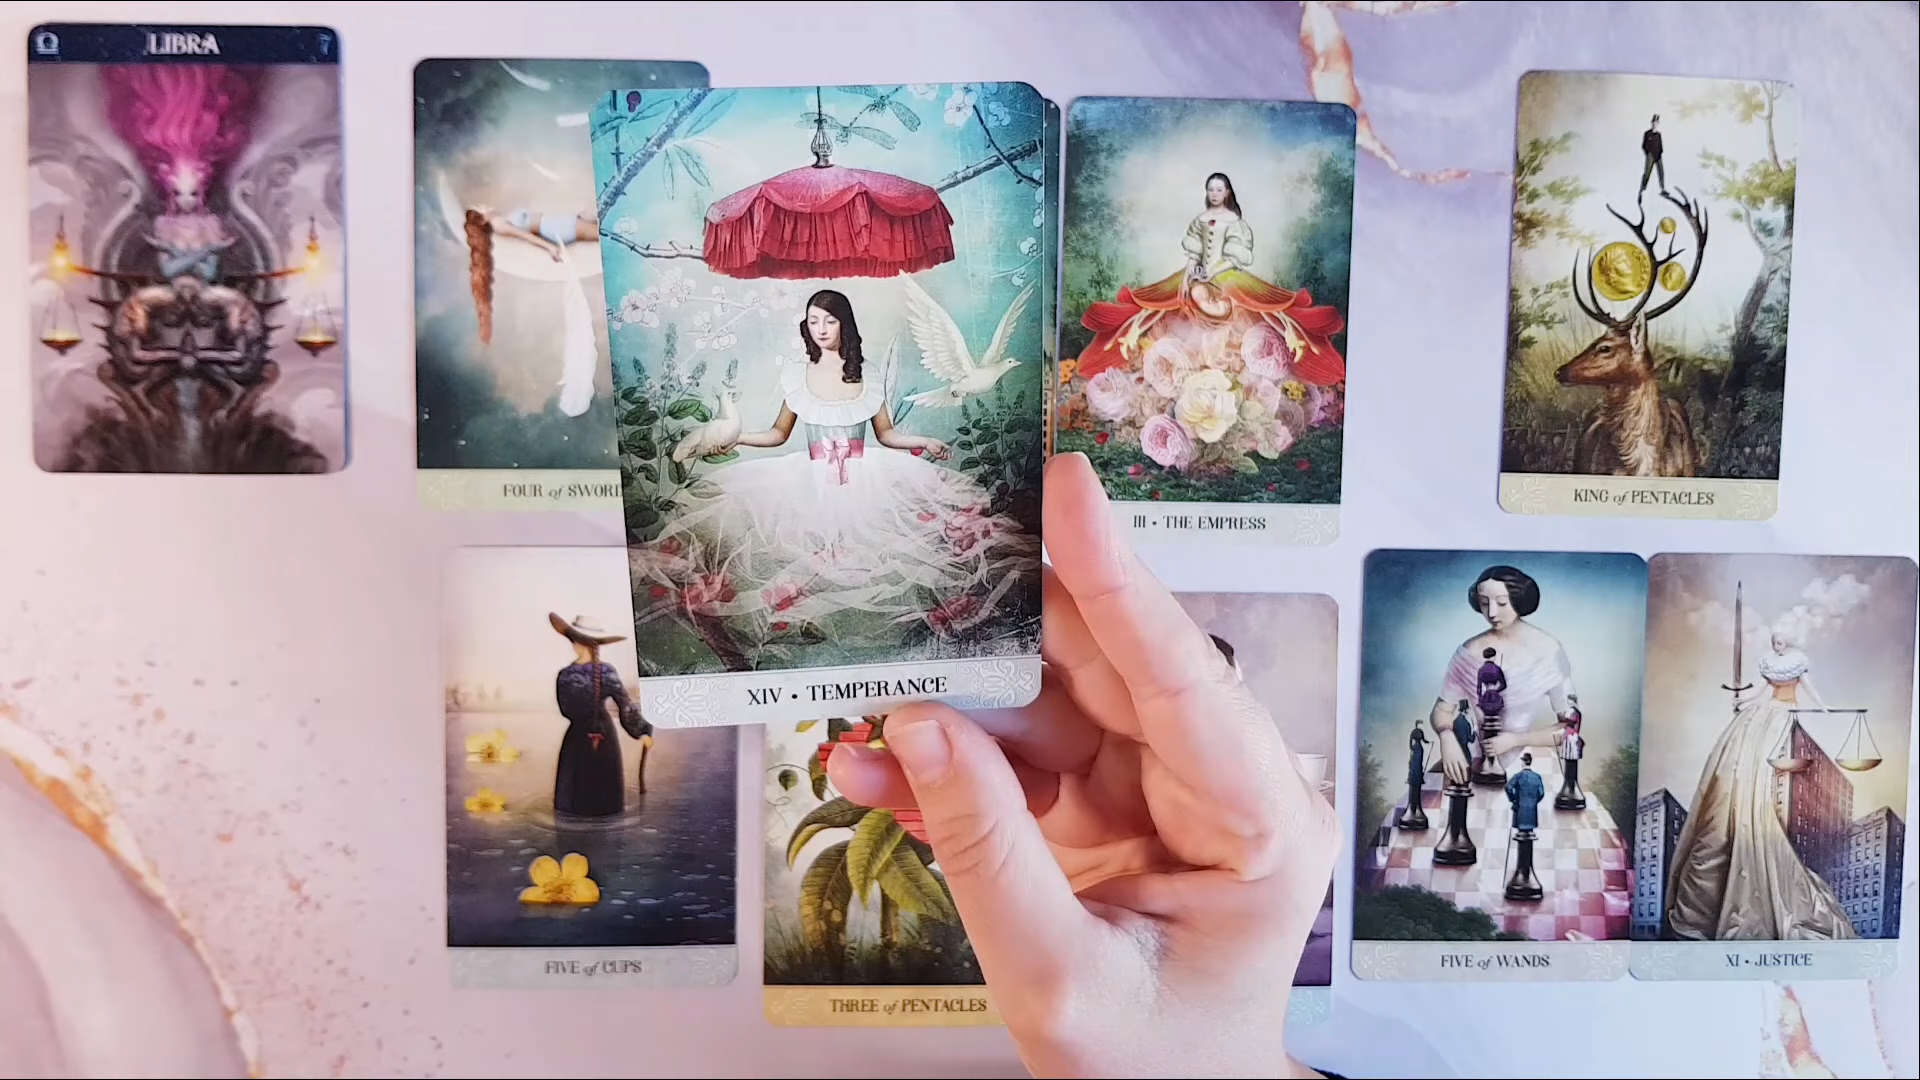 LIBRA
FOUR of SWORD
XIV • TEMPERANCE
III • THE EMPRESS
KING of PENTACLES
FIVE of CUPS
THREE of PENTACLES
FIVE of WANDS
XI • JUSTICE